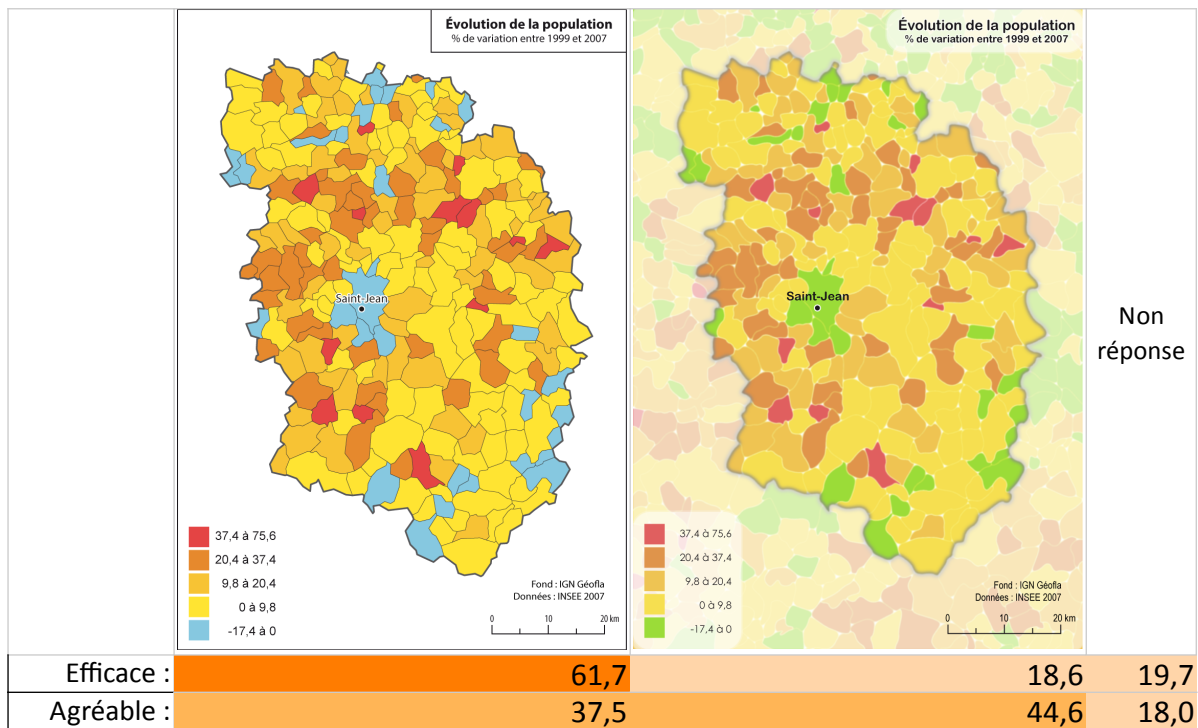 Évolution de la population
% de variation entre 1999 et 2007
Saint-Jean
37,4 à 75,6
20,4 à 37,4
9,8 à 20,4
0 à 9,8
-17,4 à 0
Fond : IGN Géofla
Données : INSEE 2007
0 10 20 km
Évolution de la population
% de variation entre 1999 et 2007
Saint-Jean
37,4 à 75,6
20,4 à 37,4
9,8 à 20,4
0 à 9,8
-17,4 à 0
Fond : IGN Géofla
Données : INSEE 2007
0 10 20 km
Non
réponse
Efficace : 61,7 18,6 19,7
Agréable : 37,5 44,6 18,0